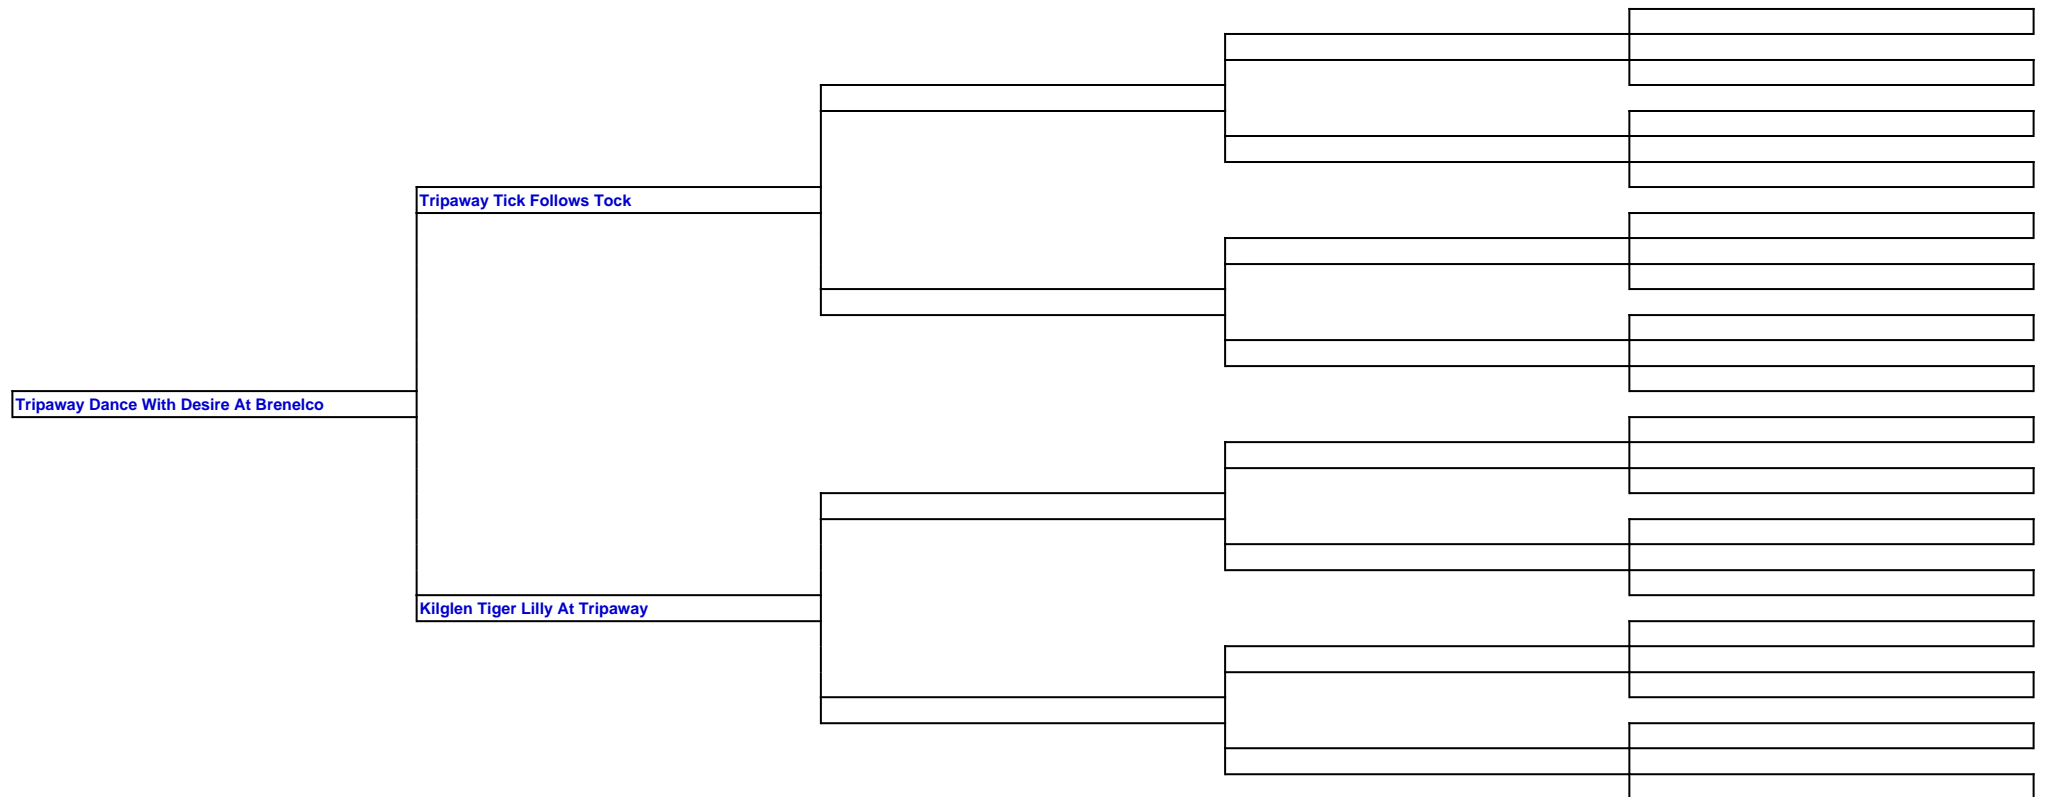 Tripaway Tick Follows Tock
Tripaway Dance With Desire At Brenelco
Kilglen Tiger Lilly At Tripaway